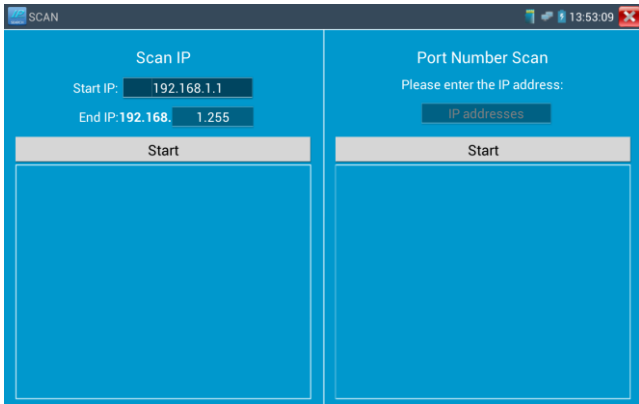 SCAN
13:53:09
Scan IP
Start IP: 192.168.1.1
End IP:192.168. 1.255
Start
Port Number Scan
Please enter the IP address:
IP addresses
Start